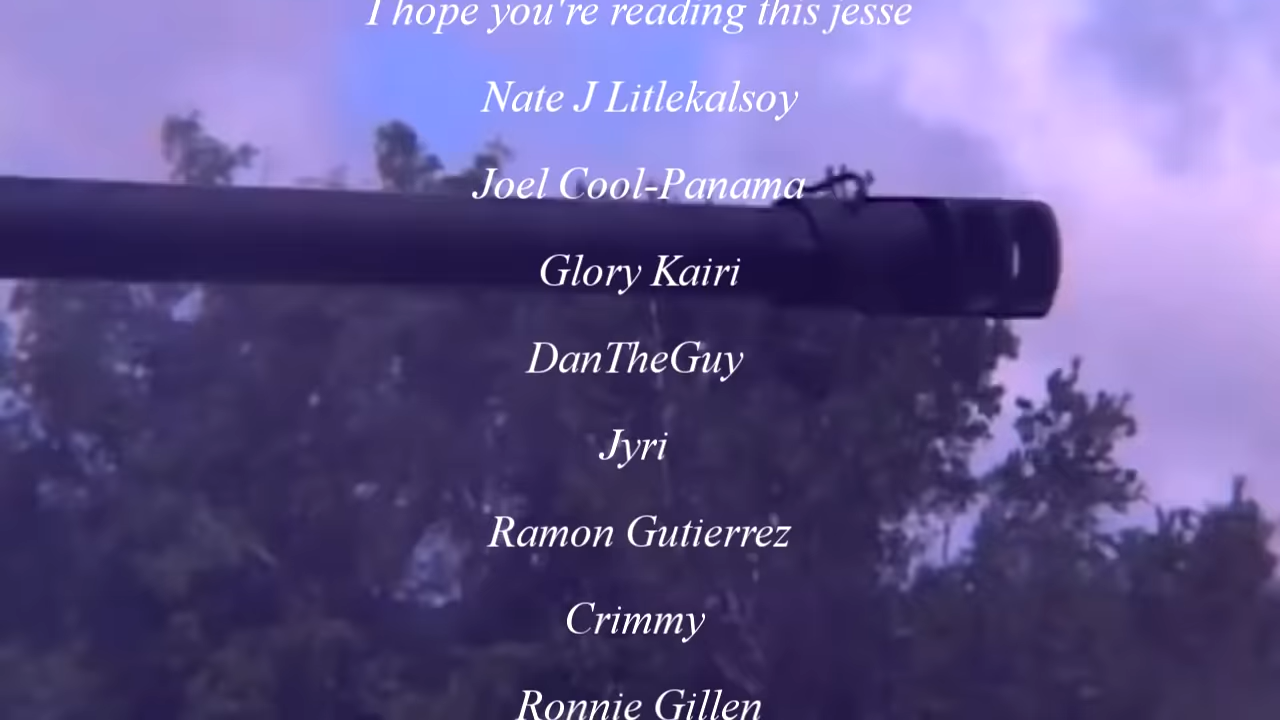 I hope you're reading this jesse
Nate J Litlekalsoy
Joel Cool-Panama
Glory Kairi
DanTheGuy
Jyri
Ramon Gutierrez
Crimmy
Ronnie Gillen